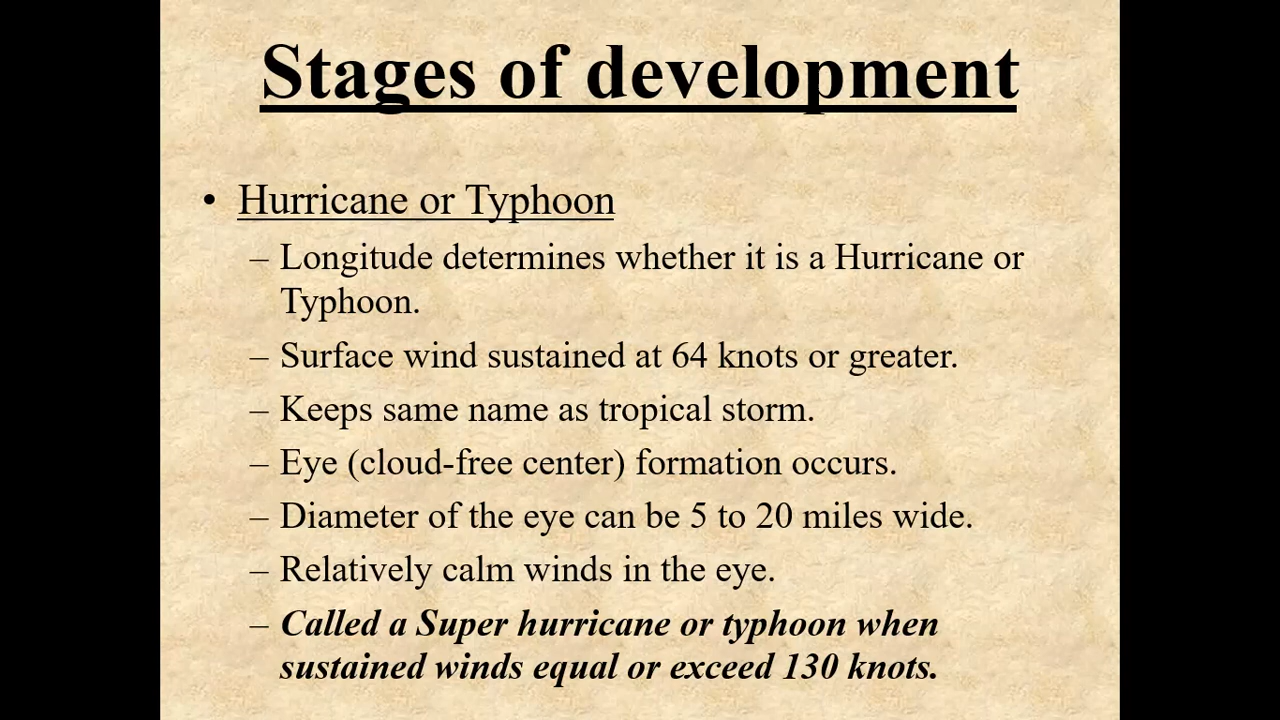 Stages of development
• Hurricane or Typhoon
– Longitude determines whether it is a Hurricane or
Typhoon.
– Surface wind sustained at 64 knots or greater.
– Keeps same name as tropical storm.
– Eye (cloud-free center) formation occurs.
– Diameter of the eye can be 5 to 20 miles wide.
– Relatively calm winds in the eye.
– Called a Super hurricane or typhoon when
sustained winds equal or exceed 130 knots.